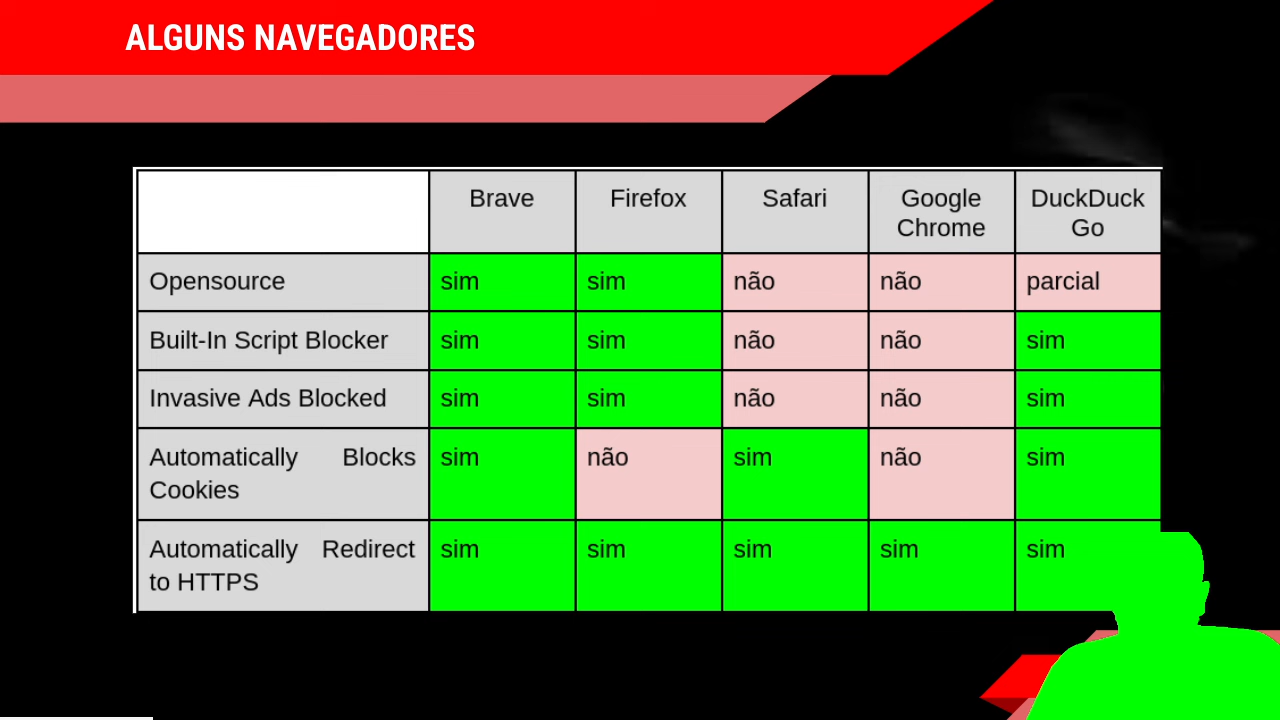 ALGUNS NAVEGADORES
Brave Firefox Safari Google Chrome DuckDuck Go
Opensource sim sim não não parcial
Built-In Script Blocker sim sim não não sim
Invasive Ads Blocked sim sim não não sim
Automatically Blocks Cookies sim não sim não sim
Automatically Redirect to HTTPS sim sim sim sim sim